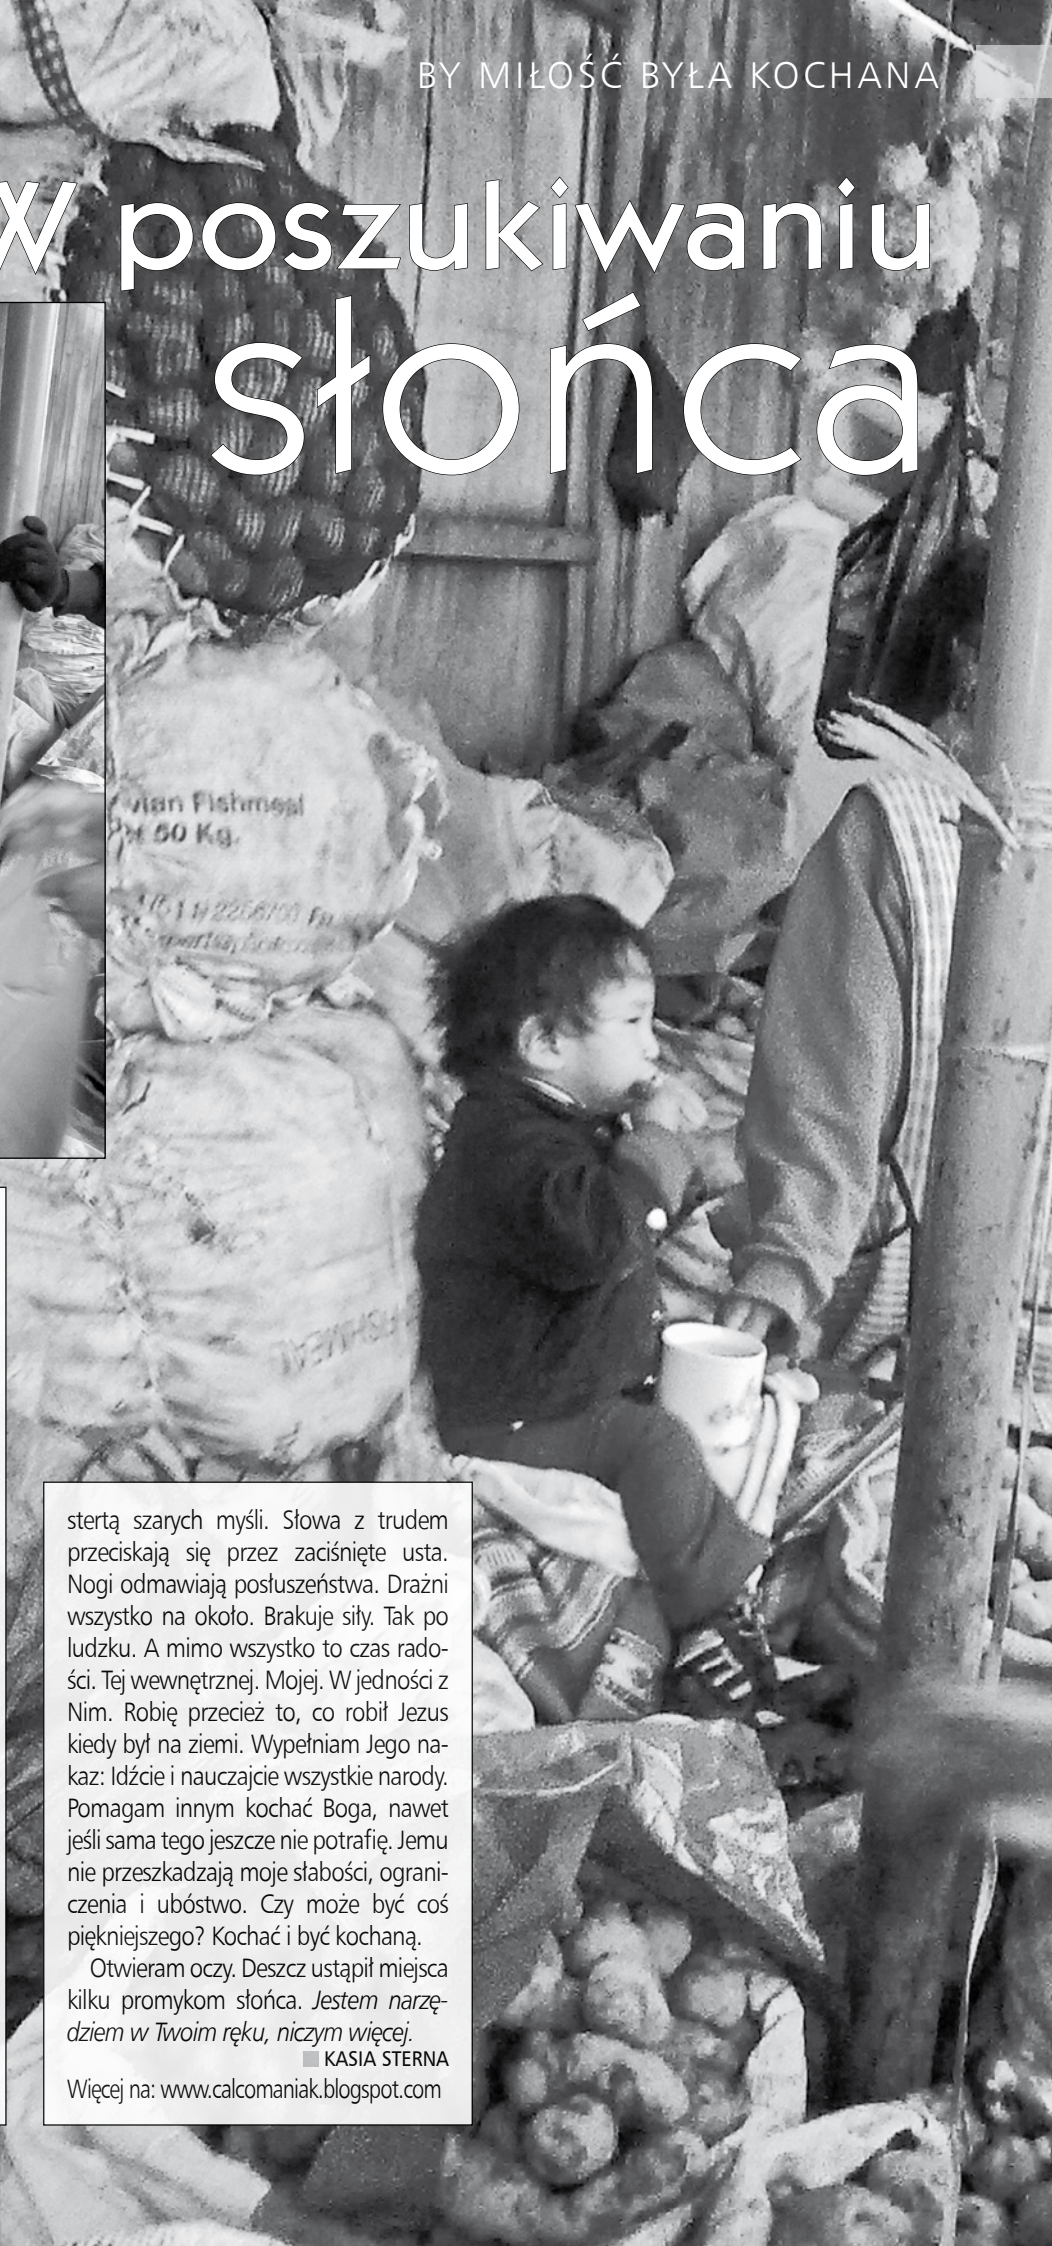 BY MIŁOŚĆ BYŁA KOCHANA
W poszukiwaniu
słońca
Fishmeal
50 Kg.
stertą szarych myśli. Słowa z trudem
przeciskają się przez zaciśnięte usta.
Nogi odmawiają posłuszeństwa. Drażni
wszystko na około. Brakuje siły. Tak po
ludzku. A mimo wszystko to czas rado-
ści. Tej wewnętrznej. Mojej. W jedności z
Nim. Robię przecież to, co robił Jezus
kiedy był na ziemi. Wypełniam Jego na-
kaz: Idźcie i nauczajcie wszystkie narody.
Pomagam innym kochać Boga, nawet
jeśli sama tego jeszcze nie potrafię. Jemu
nie przeszkadzają moje słabości, ograni-
czenia i ubóstwo. Czy może być coś
piękniejszego? Kochać i być kochaną.
Otwieram oczy. Deszcz ustąpił miejsca
kilku promykom słońca. Jestem narzę-
dziem w Twoim ręku, niczym więcej.
KASIA STERNA
Więcej na: www.calcomaniak.blogspot.com